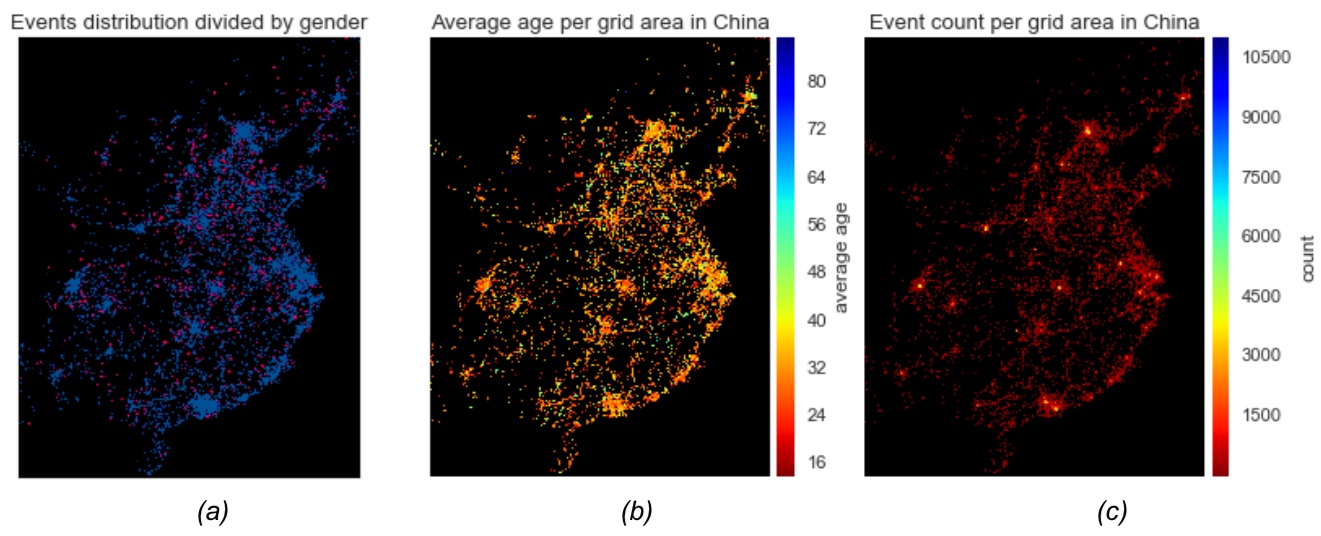 Events distribution divided by gender
Average age per grid area in China
Event count per grid area in China
80
72
64
56
48
40
32
24
16
average age
10500
9000
7500
6000
4500
3000
1500
count
(a)
(b)
(c)